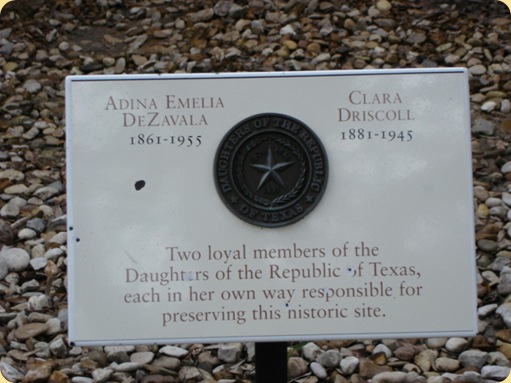 ADINA EMELIA
DEZAVALA
1861-1955
CLARA
DRISCOLL
1881-1945
DAUGHTERS OF THE REPUBLIC
OF TEXAS
Two loyal members of the
Daughters of the Republic of Texas,
each in her own way responsible for
preserving this historic site.